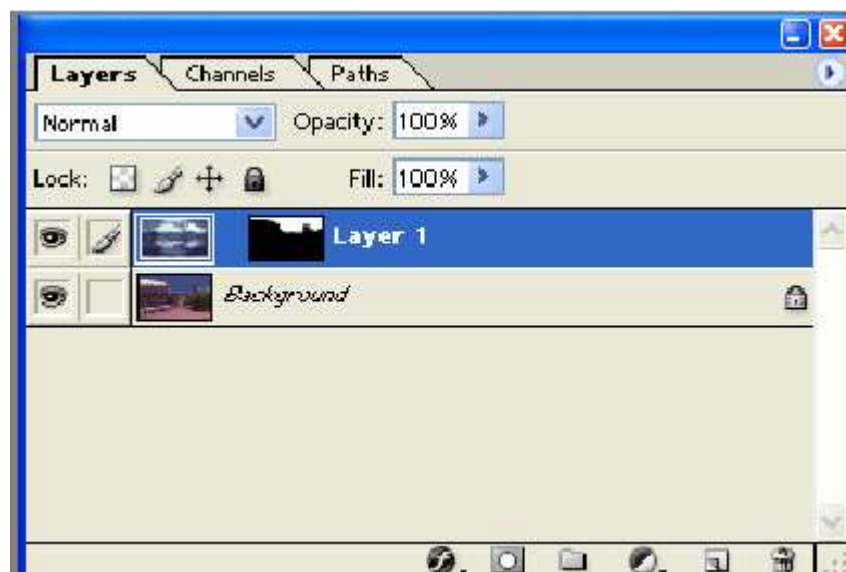 Layers Channels Paths
Normal Opacity: 100%
Lock: Fill: 100%
Layer 1
Background